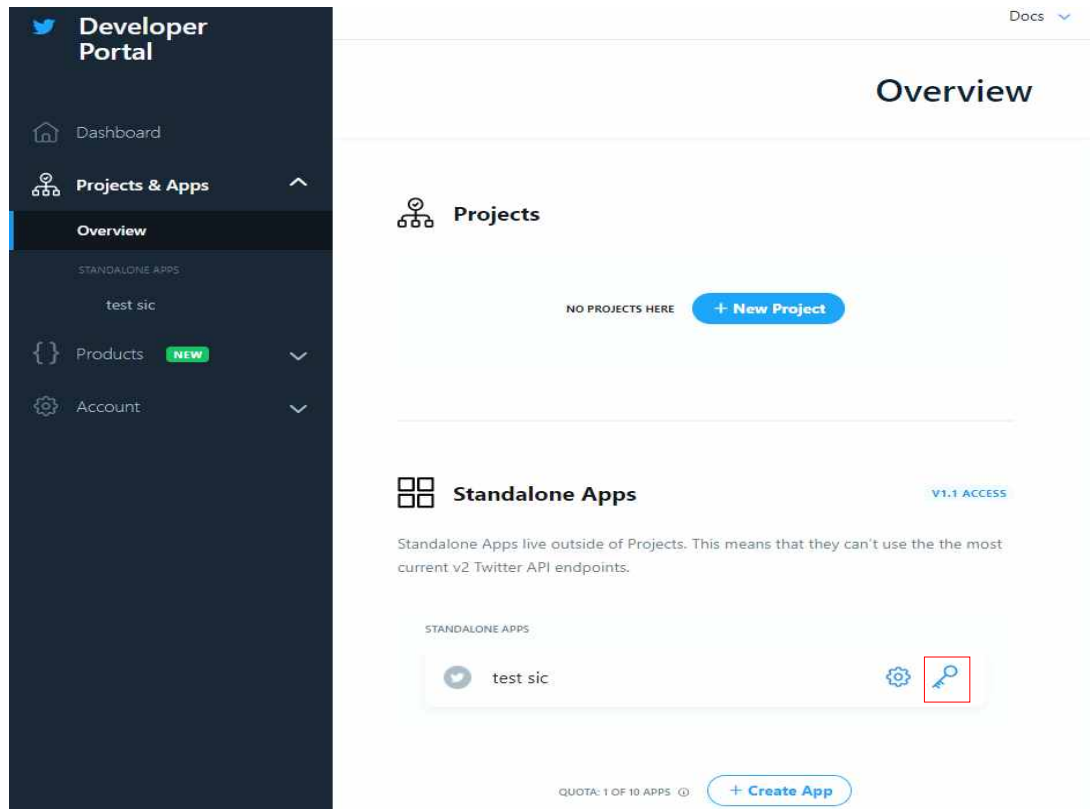 Developer
Portal
Dashboard
Projects & Apps
Overview
STANDALONE APPS
test sic
Products NEW
Account
Docs
Overview
Projects
NO PROJECTS HERE + New Project
Standalone Apps V1.1 ACCESS
Standalone Apps live outside of Projects. This means that they can't use the the most
current v2 Twitter API endpoints.
STANDALONE APPS
test sic
QUOTA: 1 OF 10 APPS + Create App